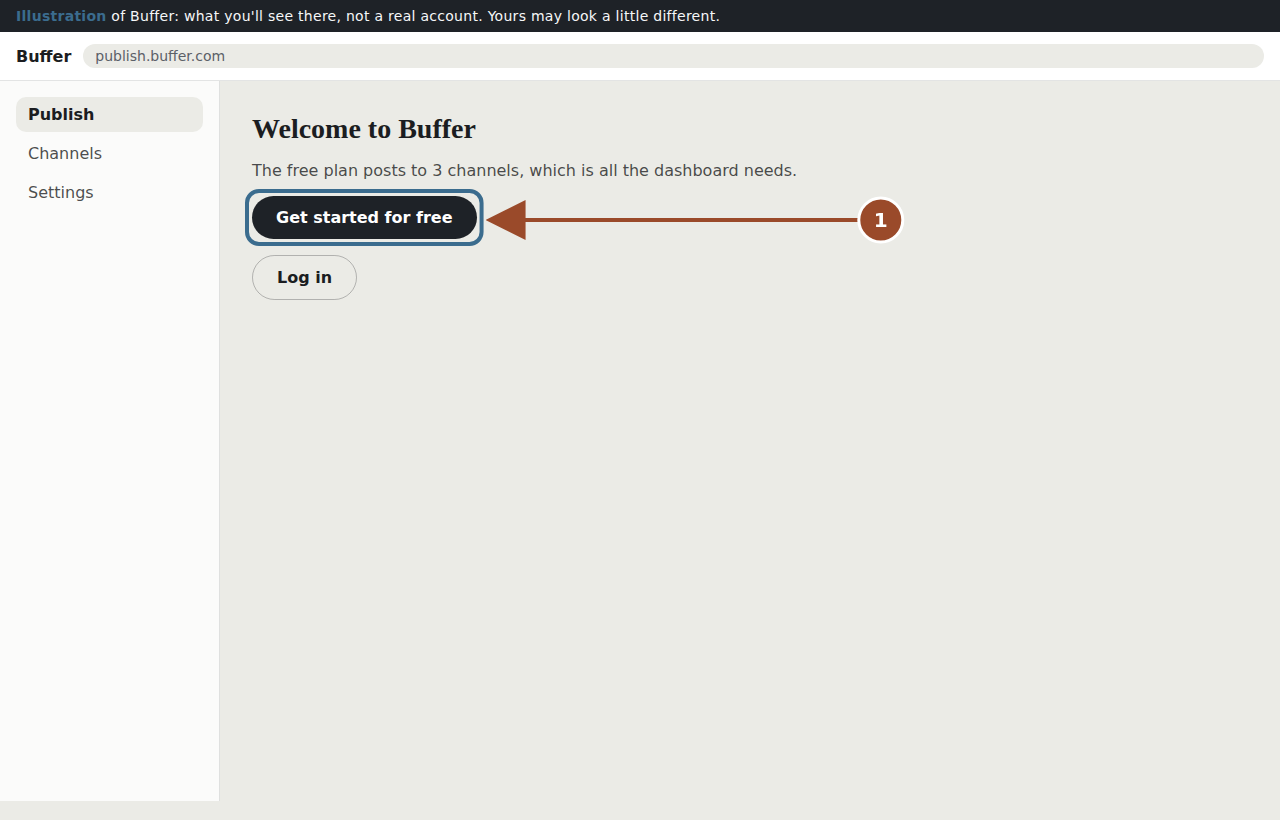 Illustration of Buffer: what you'll see there, not a real account. Yours may look a little different.
Buffer publish.buffer.com
Publish
Channels
Settings
Welcome to Buffer
The free plan posts to 3 channels, which is all the dashboard needs.
Get started for free
1
Log in